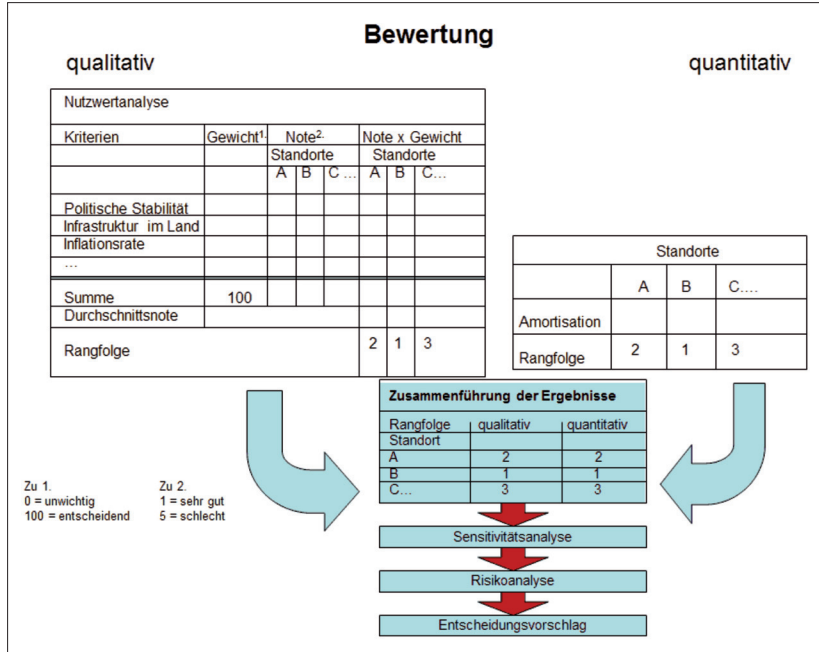 Bewertung
qualitativ
quantitativ
Nutzwertanalyse
Kriterien Gewicht1. Note2. Note x Gewicht
Standorte Standorte
A B C ... A B C...
Politische Stabilität
Infrastruktur im Land
Inflationsrate
...
Summe 100
Durchschnittsnote
Rangfolge 2 1 3
Standorte
A B C....
Amortisation
Rangfolge 2 1 3
Zusammenführung der Ergebnisse
Rangfolge qualitativ quantitativ
Standort
A 2 2
B 1 1
C... 3 3
Zu 1.
0 = unwichtig
100 = entscheidend
Zu 2.
1 = sehr gut
5 = schlecht
Sensitivitätsanalyse
Risikoanalyse
Entscheidungsvorschlag